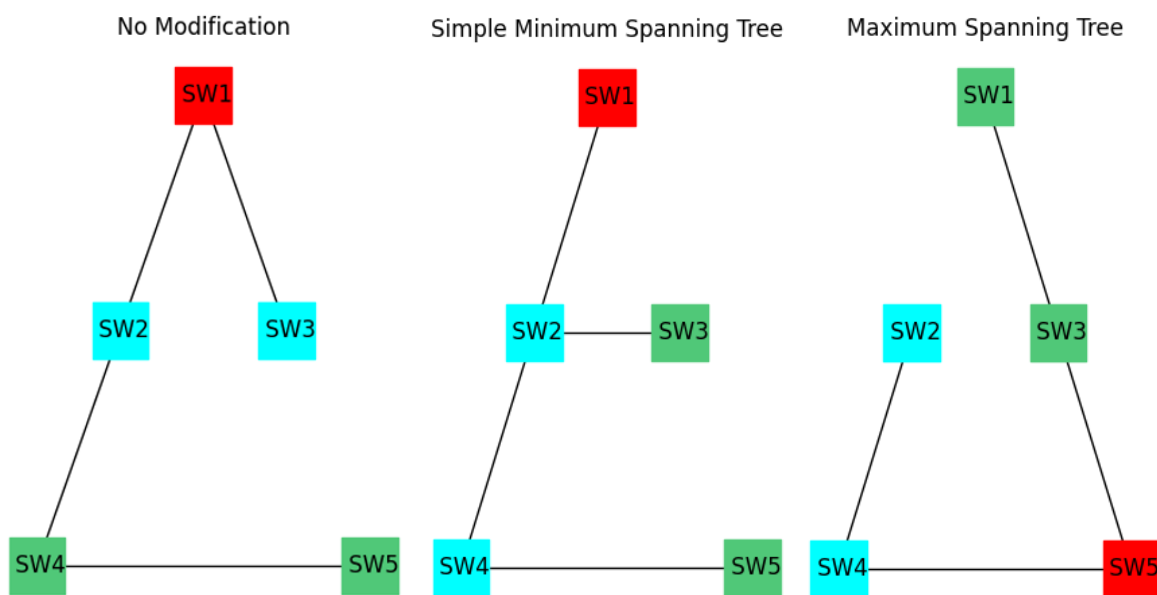 No Modification
SW1
SW2
SW3
SW4
SW5
Simple Minimum Spanning Tree
SW1
SW2
SW3
SW4
SW5
Maximum Spanning Tree
SW1
SW2
SW3
SW4
SW5